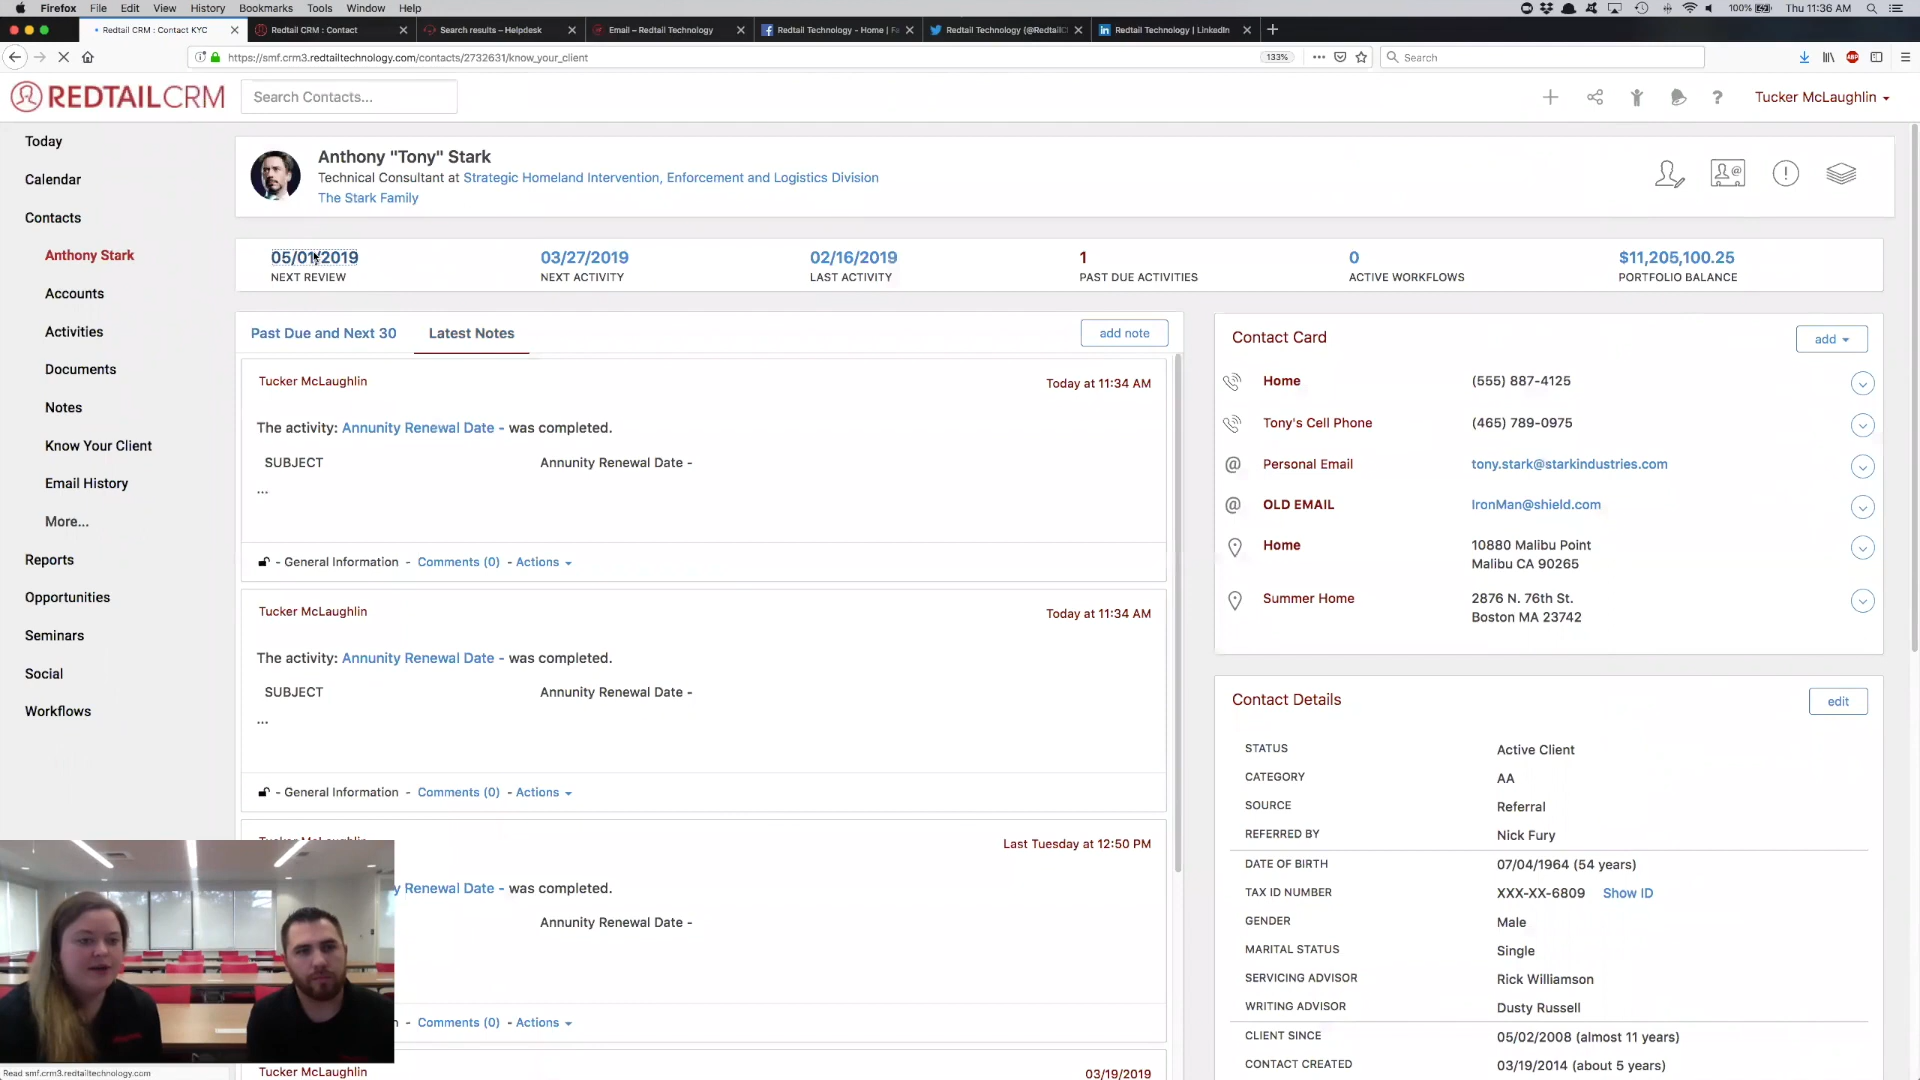 Firefox File Edit View History Bookmarks Tools Window Help 100% Thu 11:36 AM
Redtail CRM : Contact KYC Redtail CRM : Contact Search results – Helpdesk Email – Redtail Technology Redtail Technology - Home | Redtail Technology (@Redtail Redtail Technology | LinkedIn
https://smf.crm3.redtailtechnology.com/contacts/2732631/know_your_client 133% Search
REDTAILCRM Search Contacts... Tucker McLaughlin
Today
Calendar
Contacts
Anthony Stark
Accounts
Activities
Documents
Notes
Know Your Client
Email History
More...
Reports
Opportunities
Seminars
Social
Workflows
Anthony "Tony" Stark
Technical Consultant at Strategic Homeland Intervention, Enforcement and Logistics Division
The Stark Family
05/01/2019 03/27/2019 02/16/2019 1 0 $11,205,100.25
NEXT REVIEW NEXT ACTIVITY LAST ACTIVITY PAST DUE ACTIVITIES ACTIVE WORKFLOWS PORTFOLIO BALANCE
Past Due and Next 30 Latest Notes add note
Tucker McLaughlin Today at 11:34 AM
The activity: Annunity Renewal Date - was completed.
SUBJECT Annunity Renewal Date -
...
- General Information - Comments (0) - Actions
Tucker McLaughlin Today at 11:34 AM
The activity: Annunity Renewal Date - was completed.
SUBJECT Annunity Renewal Date -
...
- General Information - Comments (0) - Actions
Last Tuesday at 12:50 PM
y Renewal Date - was completed.
Annunity Renewal Date -
n - Comments (0) - Actions
Tucker McLaughlin 03/19/2019
Contact Card add
Home (555) 887-4125
Tony's Cell Phone (465) 789-0975
Personal Email tony.stark@starkindustries.com
OLD EMAIL IronMan@shield.com
Home 10880 Malibu Point
Malibu CA 90265
Summer Home 2876 N. 76th St.
Boston MA 23742
Contact Details edit
STATUS Active Client
CATEGORY AA
SOURCE Referral
REFERRED BY Nick Fury
DATE OF BIRTH 07/04/1964 (54 years)
TAX ID NUMBER XXX-XX-6809 Show ID
GENDER Male
MARITAL STATUS Single
SERVICING ADVISOR Rick Williamson
WRITING ADVISOR Dusty Russell
CLIENT SINCE 05/02/2008 (almost 11 years)
CONTACT CREATED 03/19/2014 (about 5 years)
Read smf.crm3.redtailtechnology.com